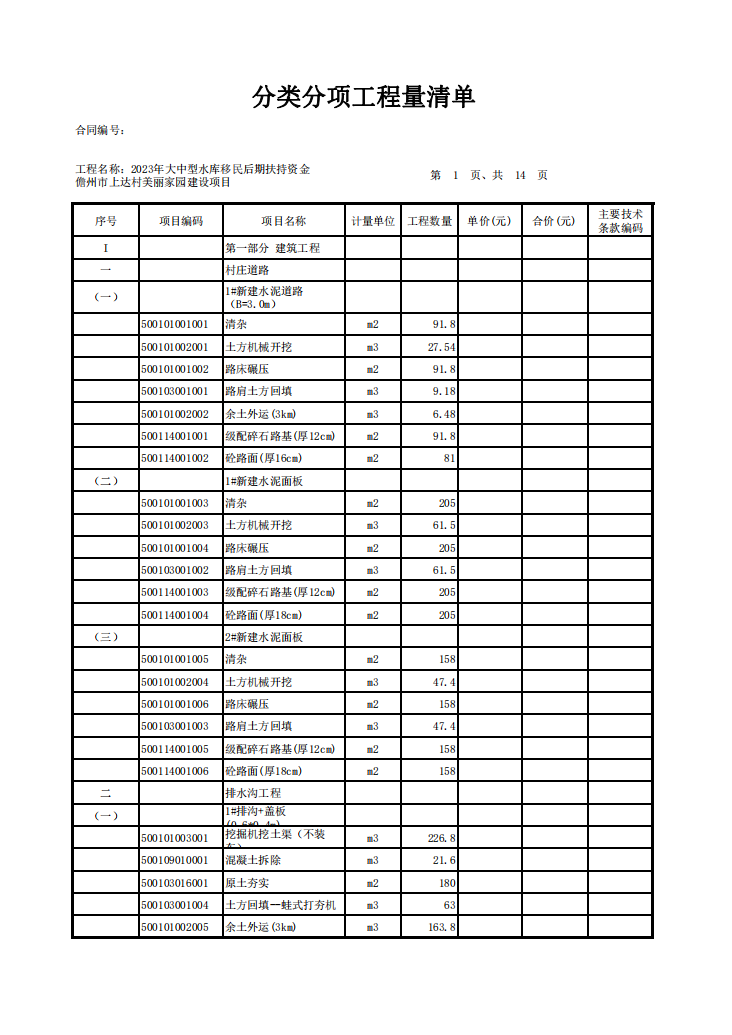 分类分项工程量清单
合同编号:
工程名称: 2023年大中型水库移民后期扶持资金
儋州市上达村美丽家园建设项目
第 1 页、共 14 页
序号 项目编码 项目名称 计量单位 工程数量 单价(元) 合价(元) 主要技术
条款编码
I 第一部分 建筑工程
一 村庄道路
(一) 1#新建水泥道路
(B=3.0m)
500101001001 清杂 m2 91.8
500101002001 土方机械开挖 m3 27.54
500101001002 路床碾压 m2 91.8
500103001001 路肩土方回填 m3 9.18
500101002002 余土外运(3km) m3 6.48
500114001001 级配碎石路基(厚12cm) m2 91.8
500114001002 砼路面(厚16cm) m2 81
(二) 1#新建水泥面板
500101001003 清杂 m2 205
500101002003 土方机械开挖 m3 61.5
500101001004 路床碾压 m2 205
500103001002 路肩土方回填 m3 61.5
500114001003 级配碎石路基(厚12cm) m2 205
500114001004 砼路面(厚18cm) m2 205
(三) 2#新建水泥面板
500101001005 清杂 m2 158
500101002004 土方机械开挖 m3 47.4
500101001006 路床碾压 m2 158
500103001003 路肩土方回填 m3 47.4
500114001005 级配碎石路基(厚12cm) m2 158
500114001006 砼路面(厚18cm) m2 158
二 排水沟工程
(一) 1#排沟+盖板
500101003001 挖掘机挖土渠(不装 m3 226.8
500109010001 混凝土拆除 m3 21.6
500103016001 原土夯实 m2 180
500103001004 土方回填--蛙式打夯机 m3 63
500101002005 余土外运(3km) m3 163.8